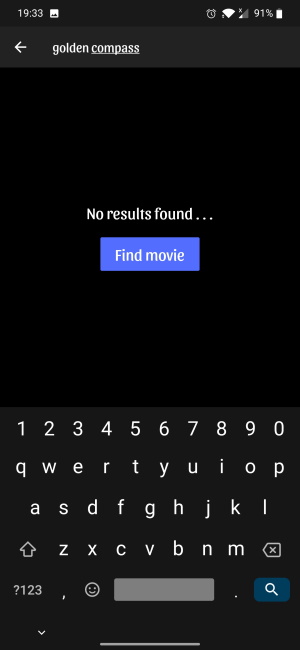 19:33 91%
golden compass
No results found . . .
Find movie
1 2 3 4 5 6 7 8 9 0
q w e r t y u i o p
a s d f g h j k l
z x c v b n m
?123 , .